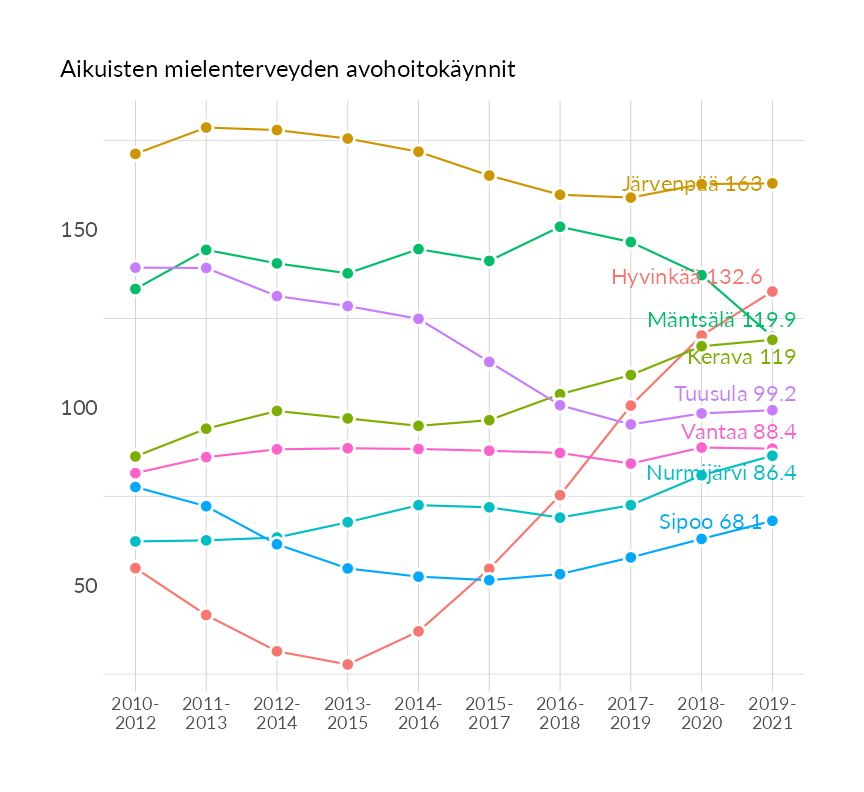 Aikuisten mielenterveyden avohoitokäynnit
Järvenpää 163
150
Hyvinkää 132.6
Mäntsälä 119.9
Kerava 119
Tuusula 99.2
100
Vantaa 88.4
Nurmijärvi 86.4
Sipoo 68.1
50
2010-
2012
2011-
2013
2012-
2014
2013-
2015
2014-
2016
2015-
2017
2016-
2018
2017-
2019
2018-
2020
2019-
2021